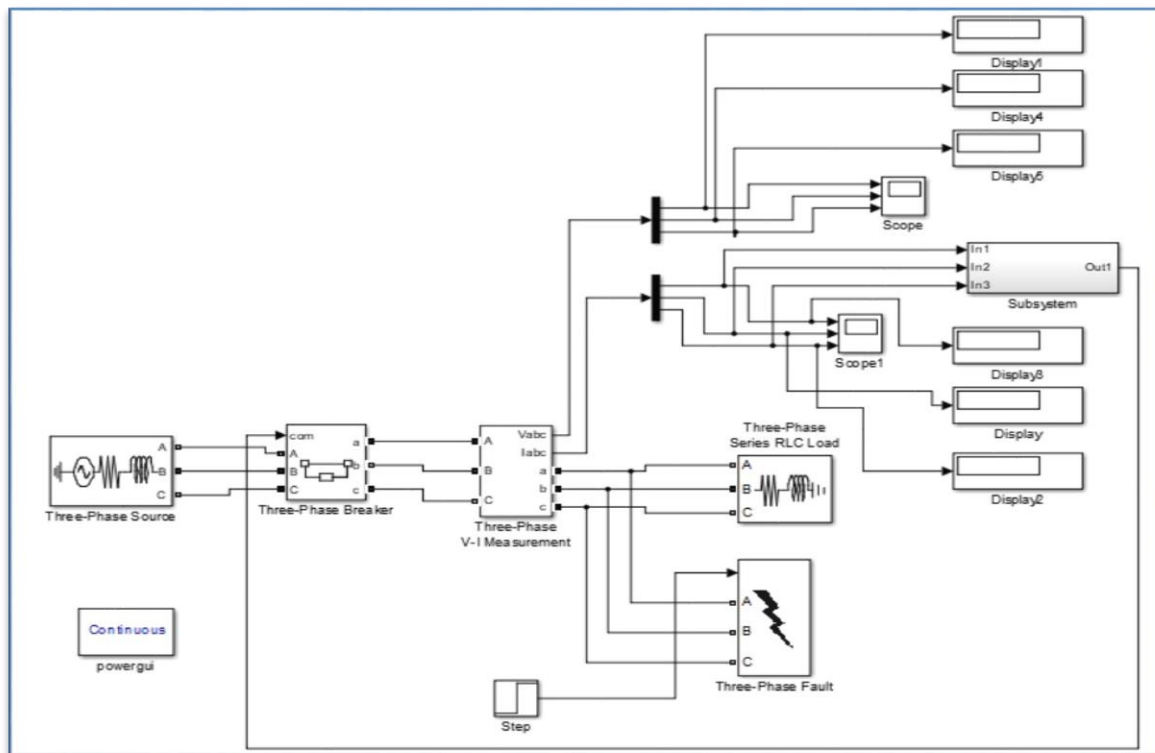 Display1
Display4
Display5
Scope
In1
In2
In3
Out1
Subsystem
Scope1
Display3
Display
Display2
A
B
C
Three-Phase Source
com
A
B
C
a
b
c
Three-Phase Breaker
A
B
C
Vabc
Iabc
a
b
c
Three-Phase
V-I Measurement
Three-Phase
Series RLC Load
A
B
C
A
B
C
Three-Phase Fault
Continuous
powergui
Step